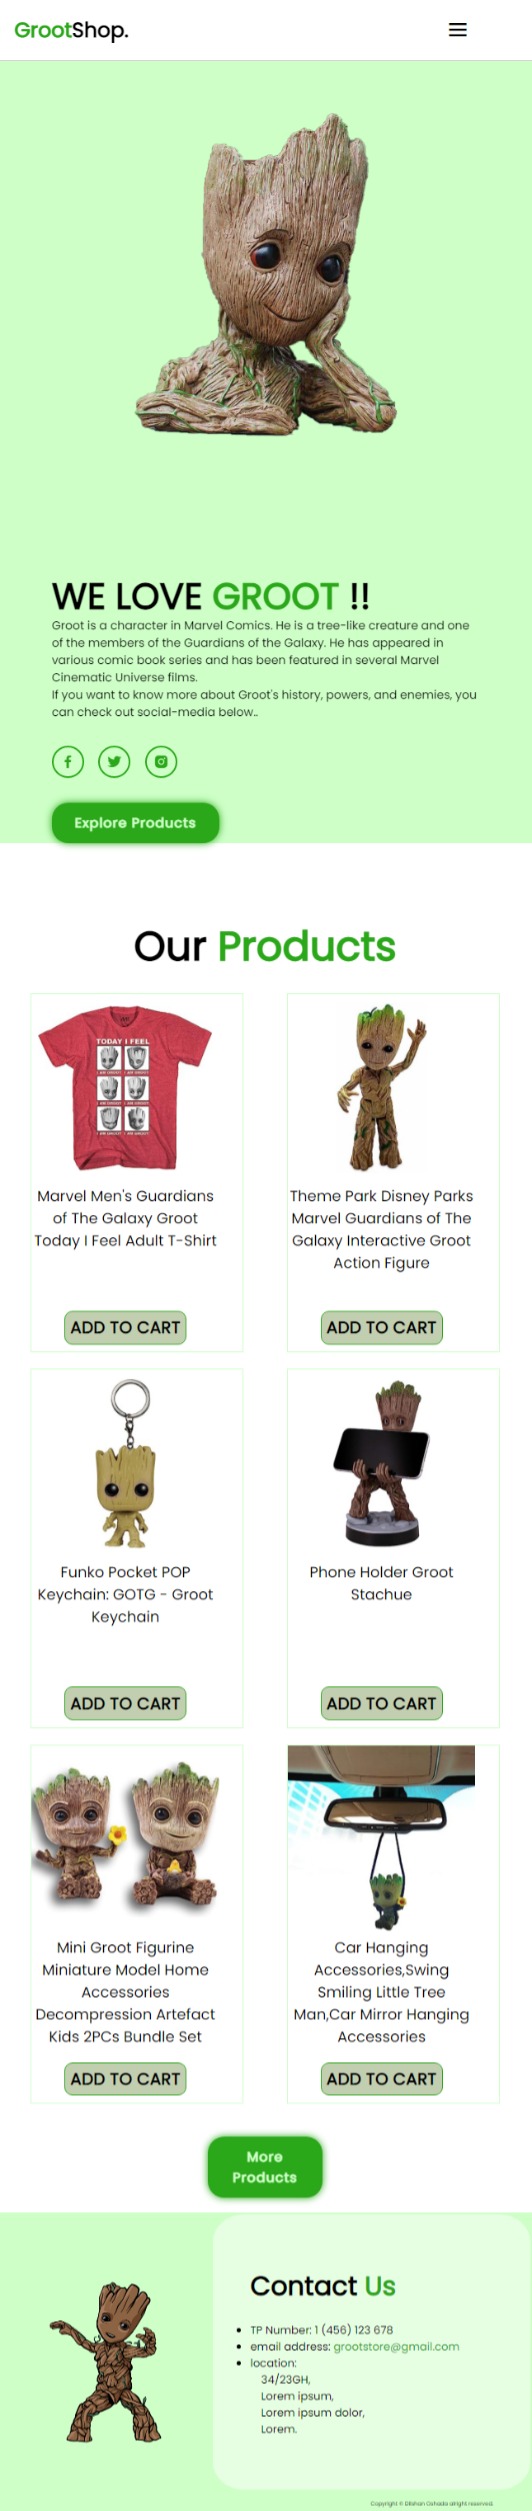 GrootShop.
WE LOVE GROOT !!
Groot is a character in Marvel Comics. He is a tree-like creature and one
of the members of the Guardians of the Galaxy. He has appeared in
various comic book series and has been featured in several Marvel
Cinematic Universe films.
If you want to know more about Groot's history, powers, and enemies, you
can check out social-media below..
Explore Products
Our Products
TODAY I FEEL
Marvel Men's Guardians
of The Galaxy Groot
Today I Feel Adult T-Shirt
ADD TO CART
Theme Park Disney Parks
Marvel Guardians of The
Galaxy Interactive Groot
Action Figure
ADD TO CART
Funko Pocket POP
Keychain: GOTG - Groot
Keychain
ADD TO CART
Phone Holder Groot
Stachue
ADD TO CART
Mini Groot Figurine
Miniature Model Home
Accessories
Decompression Artefact
Kids 2PCs Bundle Set
ADD TO CART
Car Hanging
Accessories,Swing
Smiling Little Tree
Man,Car Mirror Hanging
Accessories
ADD TO CART
More
Products
Contact Us
TP Number: 1 (456) 123 678
email address: grootstore@gmail.com
location:
34/23GH,
Lorem ipsum,
Lorem ipsum dolor,
Lorem.
Copyright © Dilshan